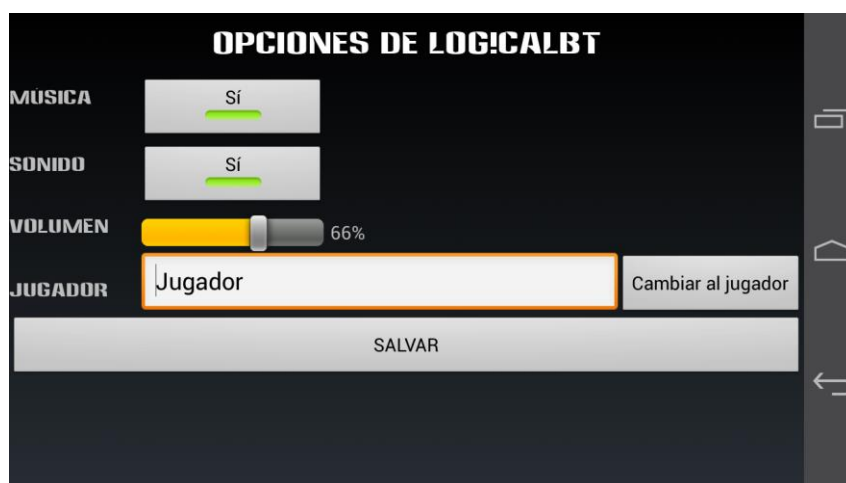 OPCIONES DE LOG!CALBT
MÚSICA Sí
SONIDO Sí
VOLUMEN 66%
JUGADOR Jugador Cambiar al jugador
SALVAR